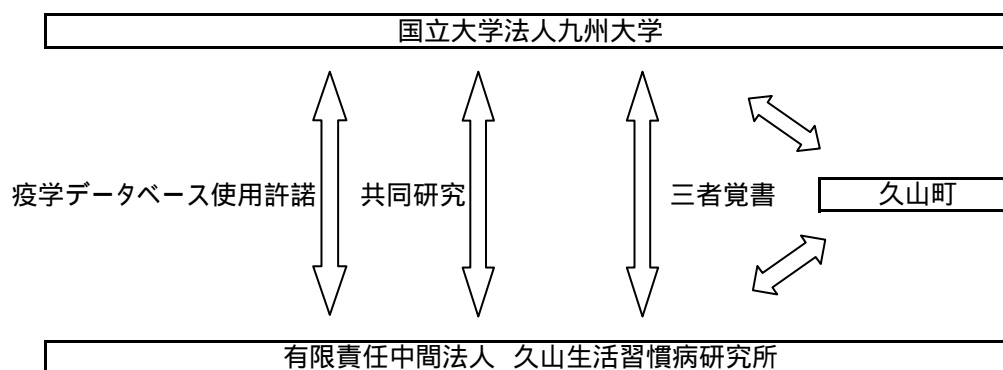 国立大学法人九州大学
疫学データベース使用許諾
共同研究
三者覚書
久山町
有限責任中間法人 久山生活習慣病研究所